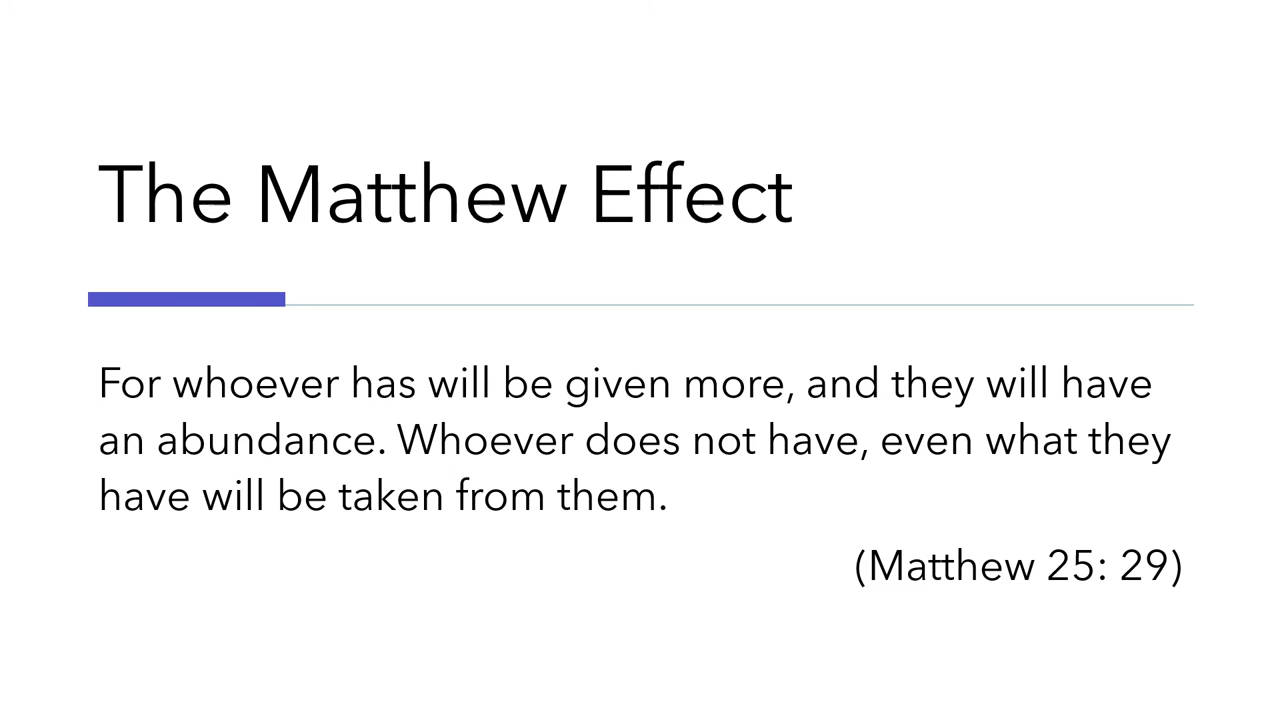 The Matthew Effect
For whoever has will be given more, and they will have
an abundance. Whoever does not have, even what they
have will be taken from them.
(Matthew 25: 29)